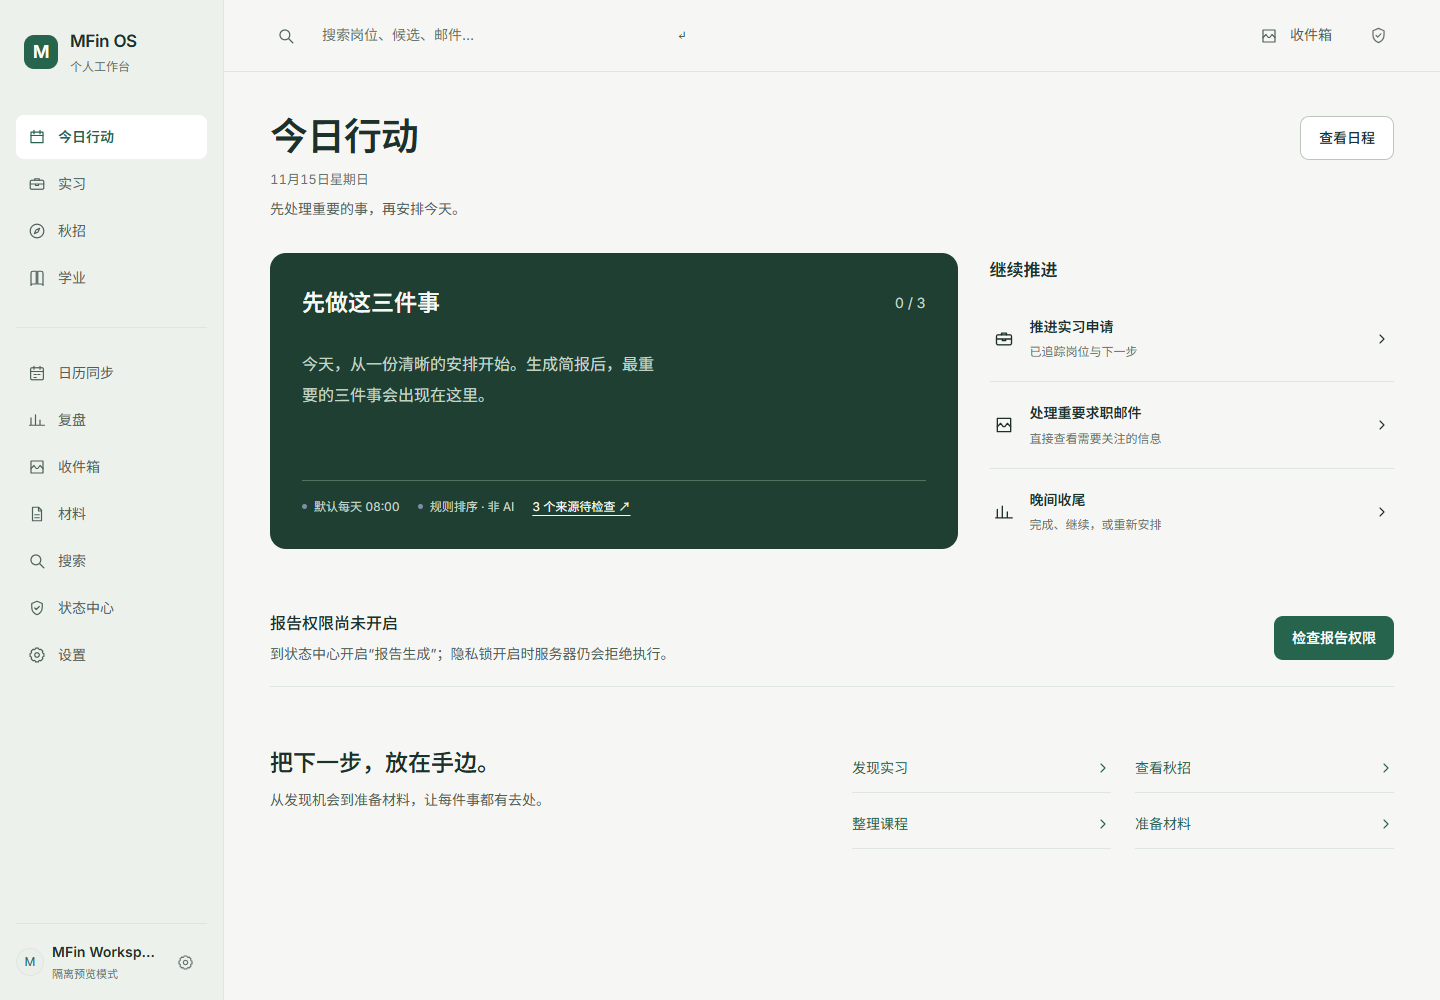 M
MFin OS
个人工作台
今日行动
实习
秋招
学业
日历同步
复盘
收件箱
材料
搜索
状态中心
设置
M
MFin Worksp...
隔离预览模式
搜索岗位、候选、邮件...
收件箱
今日行动
11月15日星期日
先处理重要的事，再安排今天。
查看日程
先做这三件事
0 / 3
今天，从一份清晰的安排开始。生成简报后，最重
要的三件事会出现在这里。
默认每天 08:00
规则排序 · 非 AI
3 个来源待检查 ↗
继续推进
推进实习申请
已追踪岗位与下一步
处理重要求职邮件
直接查看需要关注的信息
晚间收尾
完成、继续，或重新安排
报告权限尚未开启
到状态中心开启“报告生成”；隐私锁开启时服务器仍会拒绝执行。
检查报告权限
把下一步，放在手边。
从发现机会到准备材料，让每件事都有去处。
发现实习
查看秋招
整理课程
准备材料